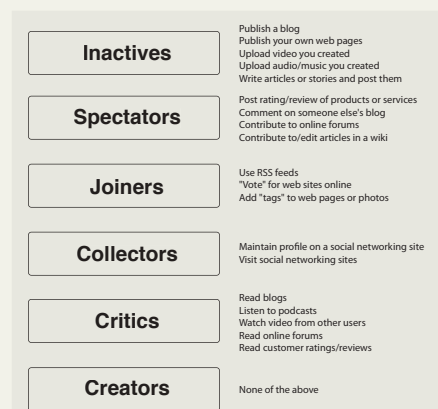 Inactives
Publish a blog
Publish your own web pages
Upload video you created
Upload audio/music you created
Write articles or stories and post them
Spectators
Post rating/review of products or services
Comment on someone else's blog
Contribute to online forums
Contribute to/edit articles in a wiki
Joiners
Use RSS feeds
"Vote" for web sites online
Add "tags" to web pages or photos
Collectors
Maintain profile on a social networking site
Visit social networking sites
Critics
Read blogs
Listen to podcasts
Watch video from other users
Read online forums
Read customer ratings/reviews
Creators
None of the above